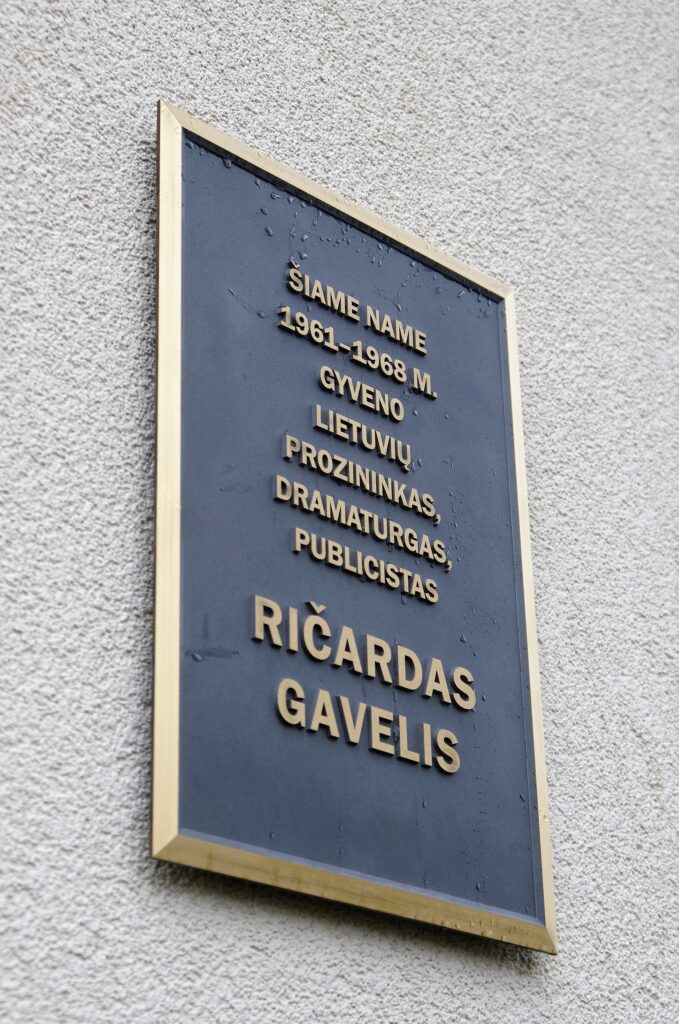 ŠIAME NAME
1961–1968 M.
GYVENO
LIETUVIŲ
PROZININKAS,
DRAMATURGAS,
PUBLICISTAS
RIČARDAS
GAVELIS